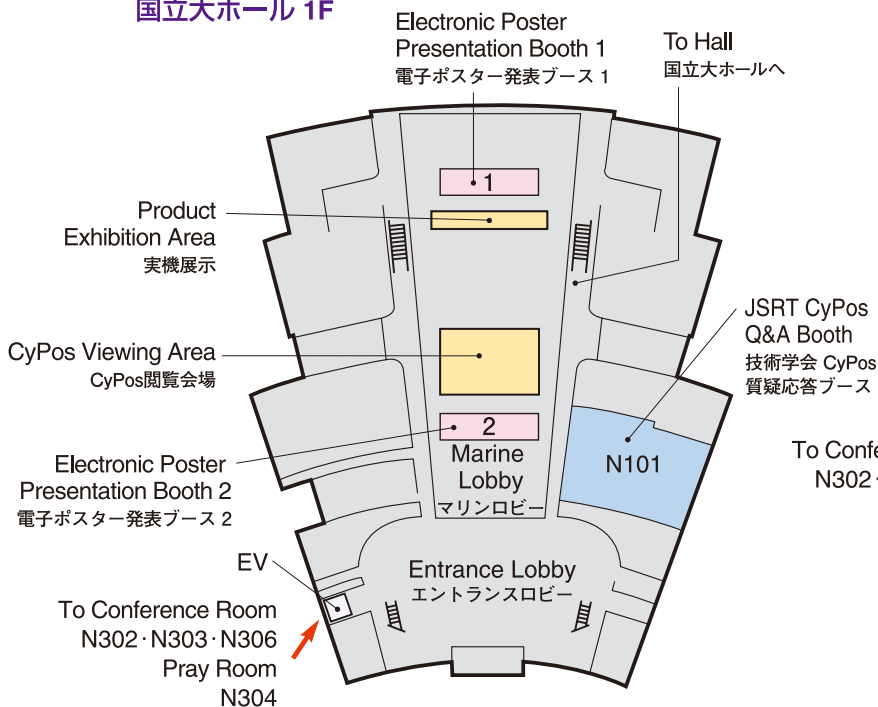 国立大ホール 1F
Electronic Poster
Presentation Booth 1
電子ポスター発表ブース 1
To Hall
国立大ホールへ
1
Product
Exhibition Area
実機展示
JSRT CyPos
Q&A Booth
技術学会 CyPos
質疑応答ブース
CyPos Viewing Area
CyPos閲覧会場
2
Marine
Lobby
マリンロビー
N101
To Confe
N302・
Electronic Poster
Presentation Booth 2
電子ポスター発表ブース 2
EV
Entrance Lobby
エントランスロビー
To Conference Room
N302・N303・N306
Pray Room
N304